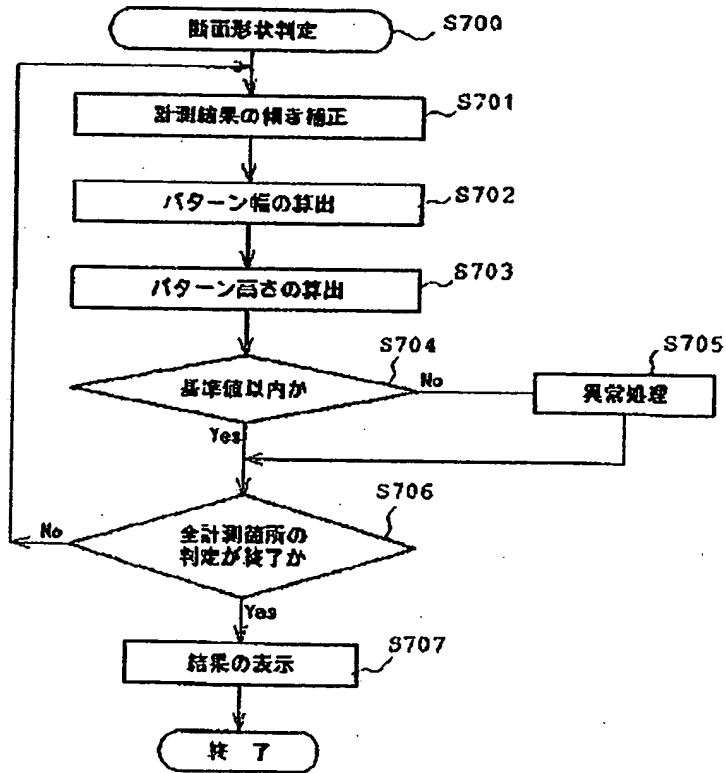 断面形状判定
S700
計測結果の傾き補正
S701
パターン幅の算出
S702
パターン高さの算出
S703
基準値以内か
S704
No
Yes
異常処理
S705
全計測箇所の
判定が終了か
S706
No
Yes
結果の表示
S707
終 了